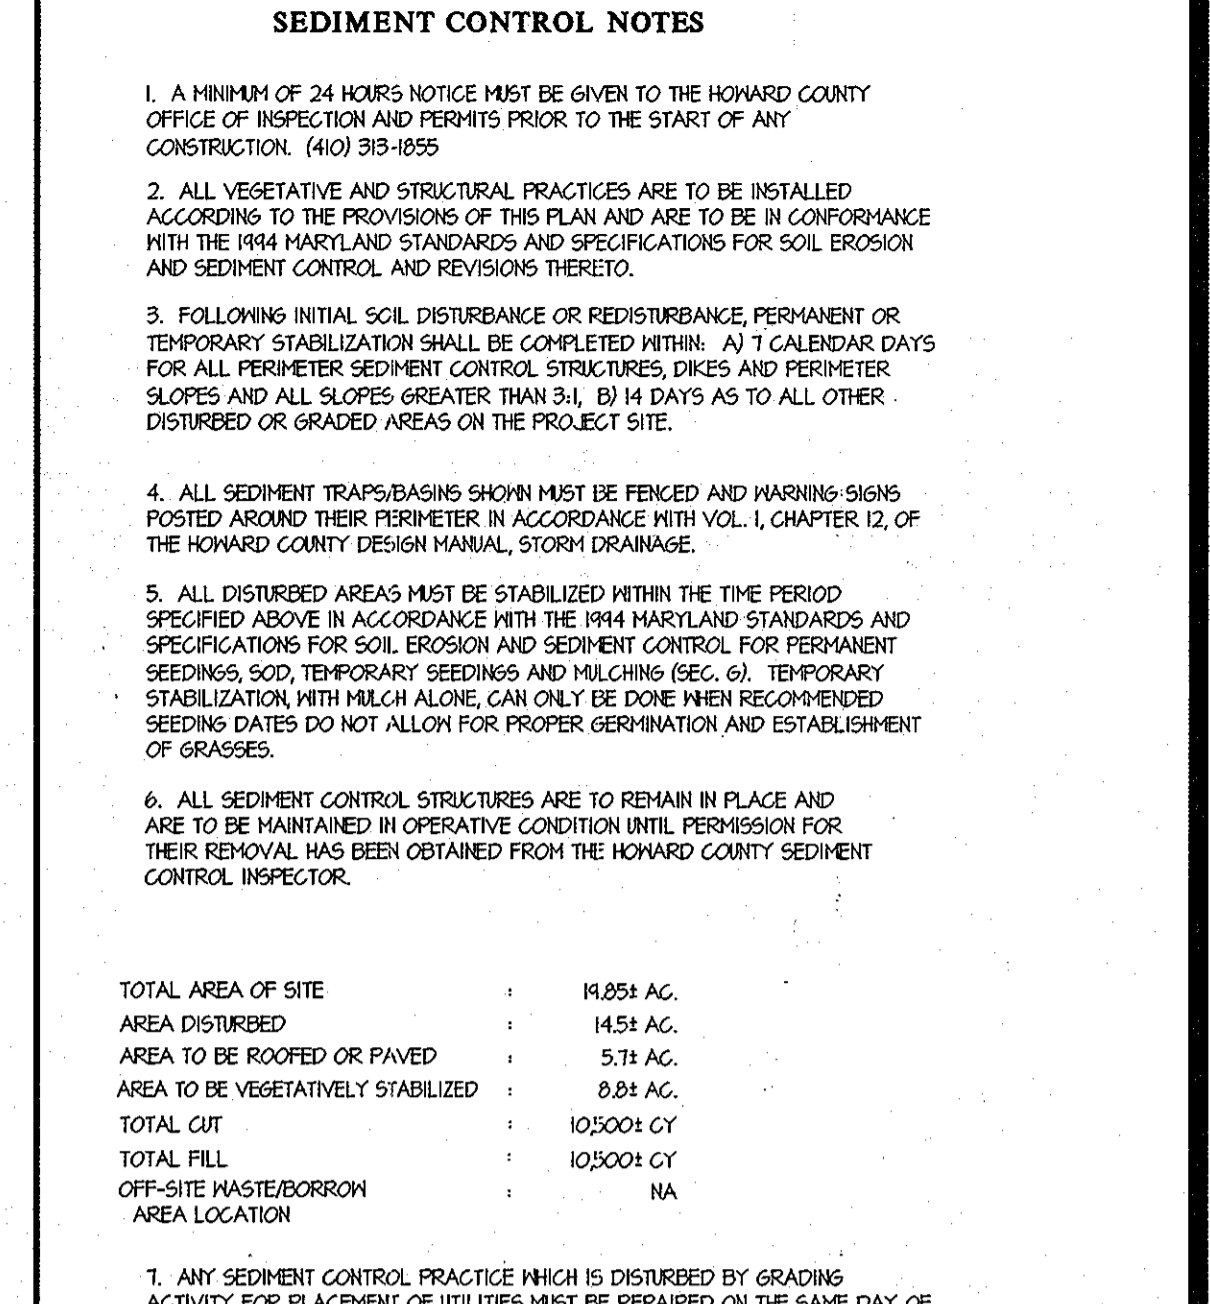 SEDIMENT CONTROL NOTES
1. A MINIMUM OF 24 HOURS NOTICE MUST BE GIVEN TO THE HOWARD COUNTY
OFFICE OF INSPECTION AND PERMITS PRIOR TO THE START OF ANY
CONSTRUCTION. (410) 313-1855
2. ALL VEGETATIVE AND STRUCTURAL PRACTICES ARE TO BE INSTALLED
ACCORDING TO THE PROVISIONS OF THIS PLAN AND ARE TO BE IN CONFORMANCE
WITH THE 1994 MARYLAND STANDARDS AND SPECIFICATIONS FOR SOIL EROSION
AND SEDIMENT CONTROL AND REVISIONS THERETO.
3. FOLLOWING INITIAL SOIL DISTURBANCE OR REDISTURBANCE, PERMANENT OR
TEMPORARY STABILIZATION SHALL BE COMPLETED WITHIN: A) 7 CALENDAR DAYS
FOR ALL PERIMETER SEDIMENT CONTROL STRUCTURES, DIKES AND PERIMETER
SLOPES AND ALL SLOPES GREATER THAN 3:1, B) 14 DAYS AS TO ALL OTHER
DISTURBED OR GRADED AREAS ON THE PROJECT SITE.
4. ALL SEDIMENT TRAPS/BASINS SHOWN MUST BE FENCED AND WARNING SIGNS
POSTED AROUND THEIR PERIMETER IN ACCORDANCE WITH VOL. 1, CHAPTER 12, OF
THE HOWARD COUNTY DESIGN MANUAL, STORM DRAINAGE.
5. ALL DISTURBED AREAS MUST BE STABILIZED WITHIN THE TIME PERIOD
SPECIFIED ABOVE IN ACCORDANCE WITH THE 1994 MARYLAND STANDARDS AND
SPECIFICATIONS FOR SOIL EROSION AND SEDIMENT CONTROL FOR PERMANENT
SEEDINGS, SOD, TEMPORARY SEEDINGS AND MULCHING (SEC. G). TEMPORARY
STABILIZATION, WITH MULCH ALONE, CAN ONLY BE DONE WHEN RECOMMENDED
SEEDING DATES DO NOT ALLOW FOR PROPER GERMINATION AND ESTABLISHMENT
OF GRASSES.
6. ALL SEDIMENT CONTROL STRUCTURES ARE TO REMAIN IN PLACE AND
ARE TO BE MAINTAINED IN OPERATIVE CONDITION UNTIL PERMISSION FOR
THEIR REMOVAL HAS BEEN OBTAINED FROM THE HOWARD COUNTY SEDIMENT
CONTROL INSPECTOR.
TOTAL AREA OF SITE : 19.85± AC.
AREA DISTURBED : 14.5± AC.
AREA TO BE ROOFED OR PAVED : 5.7± AC.
AREA TO BE VEGETATIVELY STABILIZED : 8.8± AC.
TOTAL CUT : 10,500± CY
TOTAL FILL : 10,500± CY
OFF-SITE WASTE/BORROW : NA
AREA LOCATION
7. ANY SEDIMENT CONTROL PRACTICE WHICH IS DISTURBED BY GRADING
ACTIVITY FOR PLACEMENT OF UTILITIES MUST BE REPAIRED ON THE SAME DAY OF